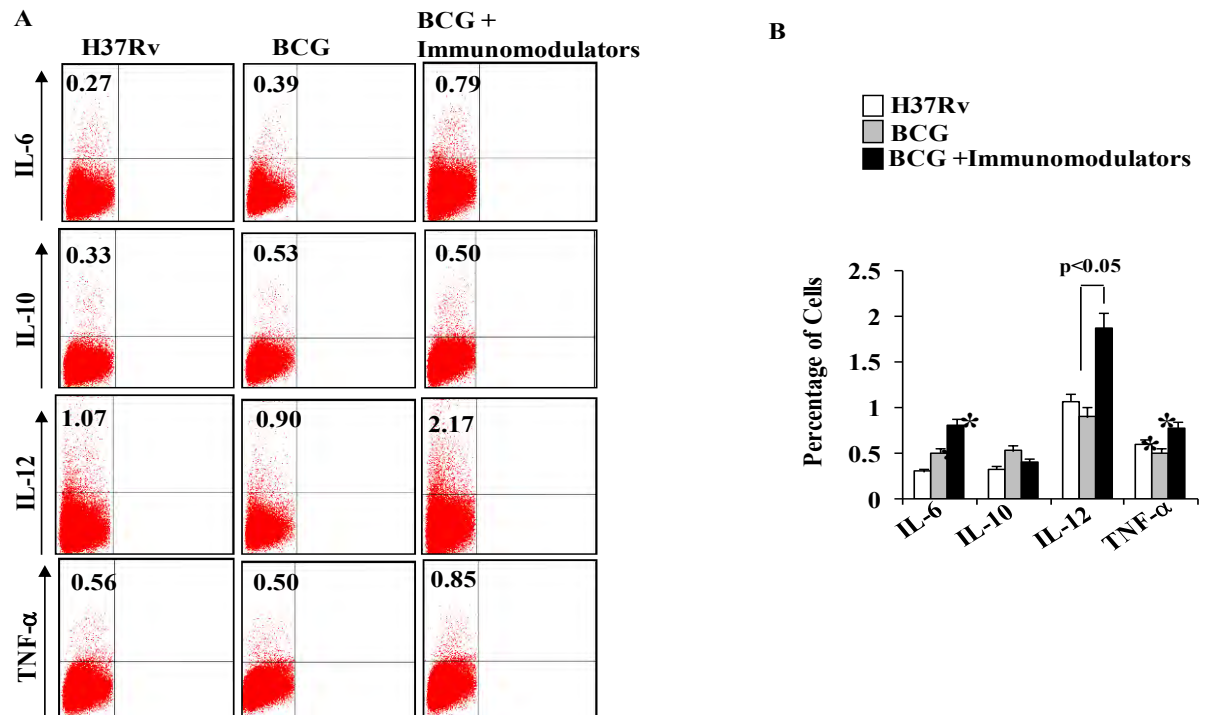 A
H37Rv
BCG
BCG +
Immunomodulators
IL-6
0.27
0.39
0.79
IL-10
0.33
0.53
0.50
IL-12
1.07
0.90
2.17
TNF-α
0.56
0.50
0.85
B
H37Rv
BCG
BCG +Immunomodulators
p<0.05
Percentage of Cells
2.5
2
1.5
1
0.5
0
*
*
*
IL-6
IL-10
IL-12
TNF-α